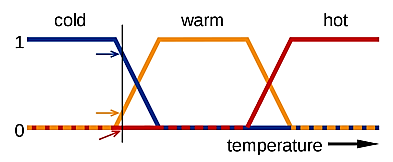 cold warm hot
1
0
temperature